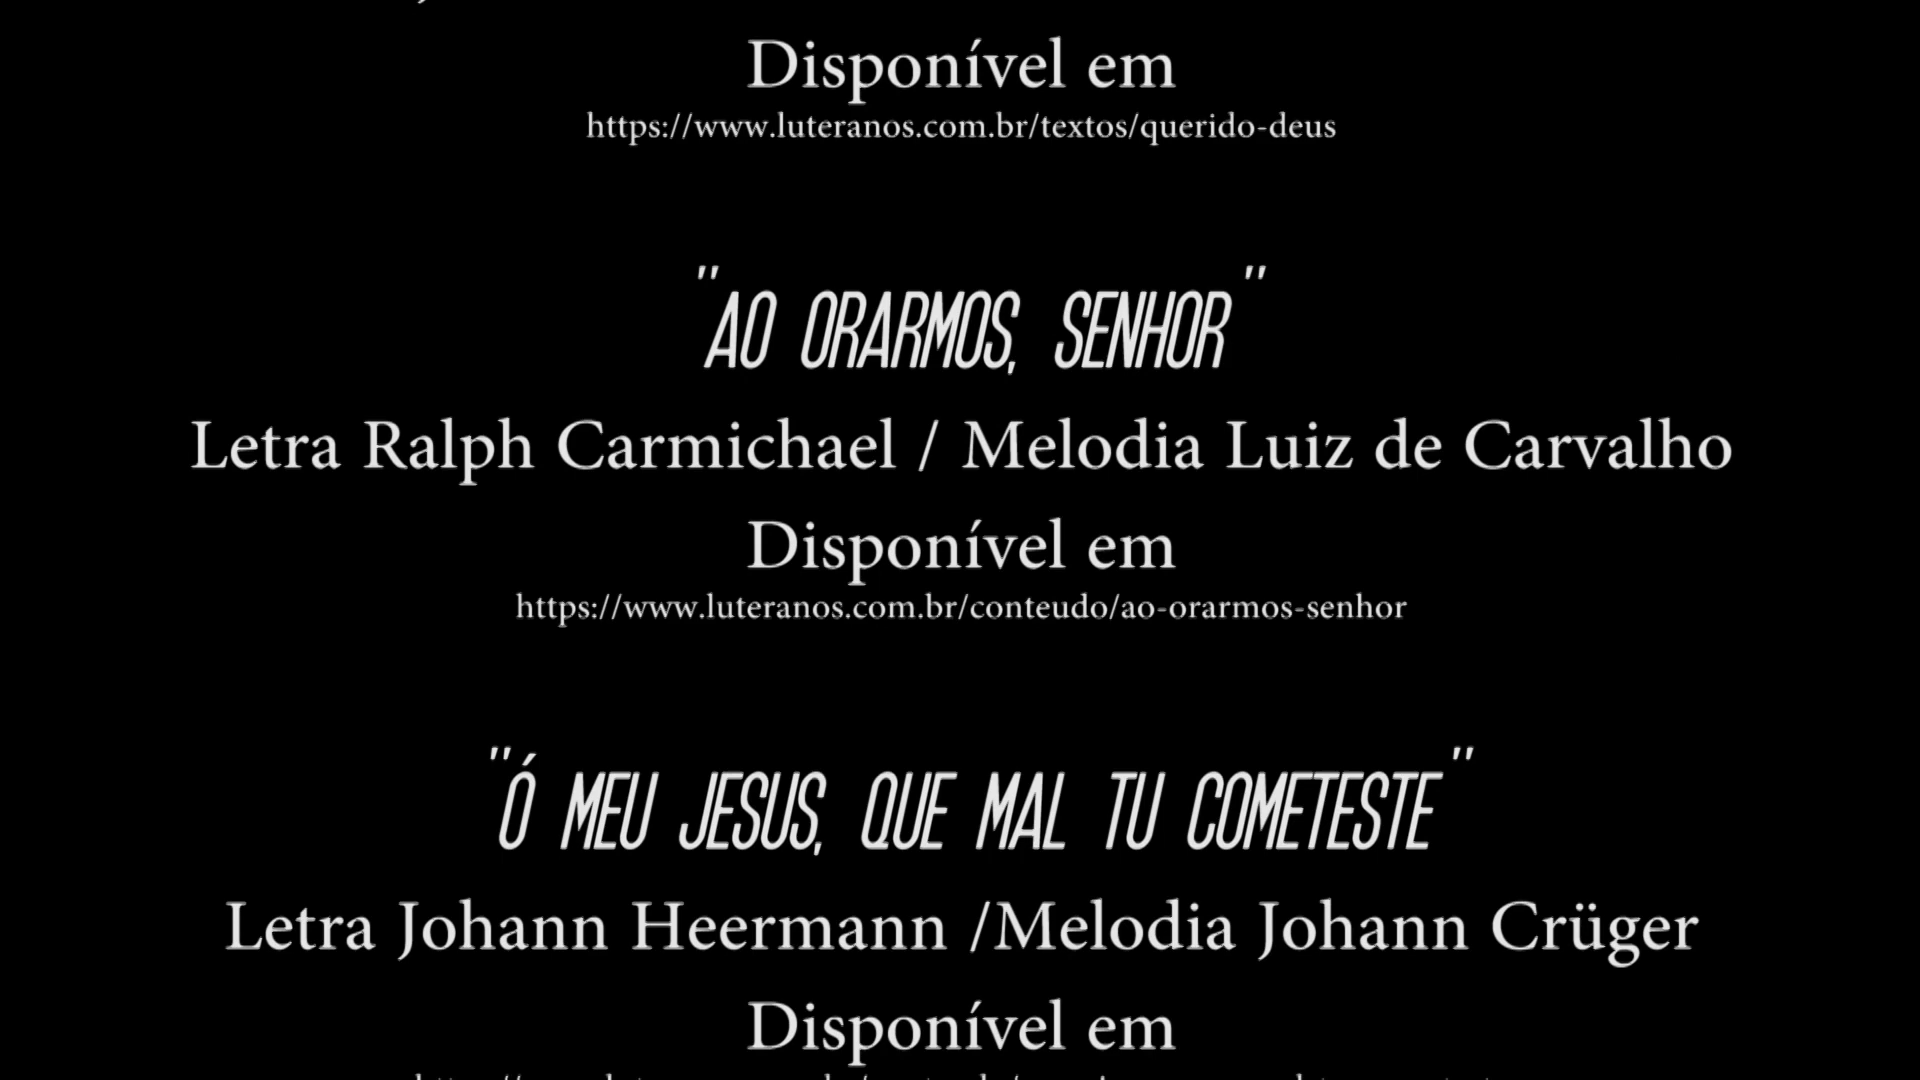 Disponível em
https://www.luteranos.com.br/textos/querido-deus
"AO ORARMOS, SENHOR"
Letra Ralph Carmichael / Melodia Luiz de Carvalho
Disponível em
https://www.luteranos.com.br/conteudo/ao-orarmos-senhor
"Ó MEU JESUS, QUE MAL TU COMETESTE"
Letra Johann Heermann /Melodia Johann Crüger
Disponível em